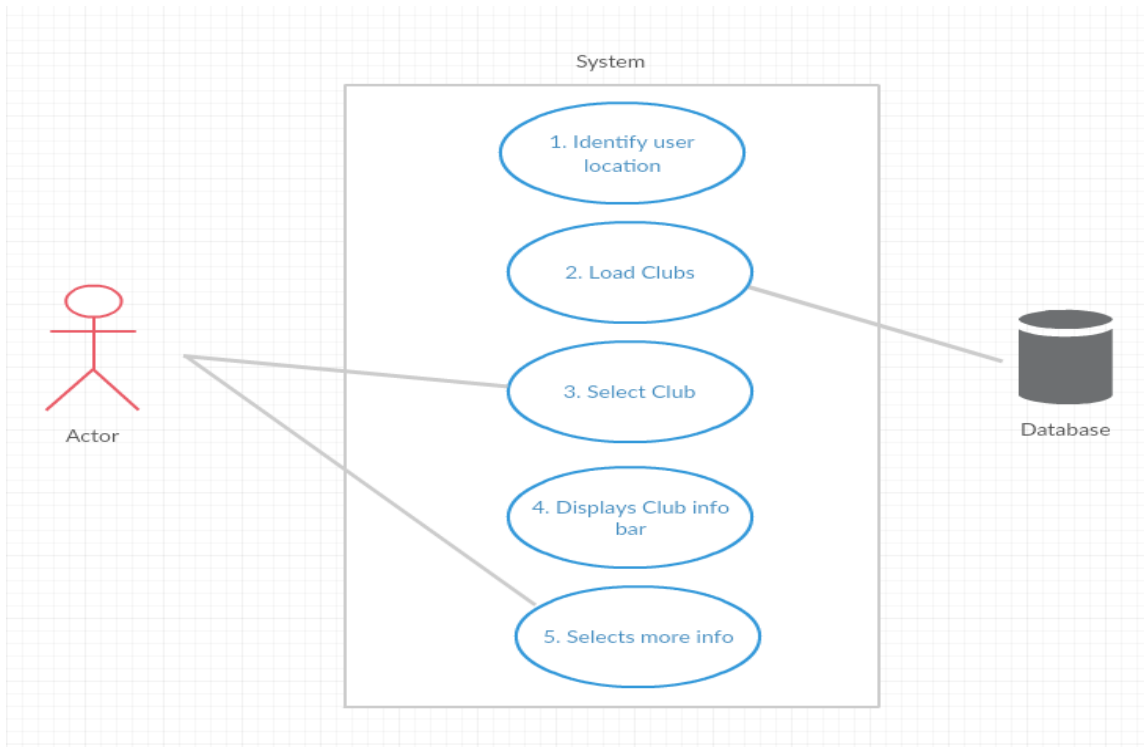 System
1. Identify user
location
2. Load Clubs
3. Select Club
Actor
Database
4. Displays Club info
bar
5. Selects more info